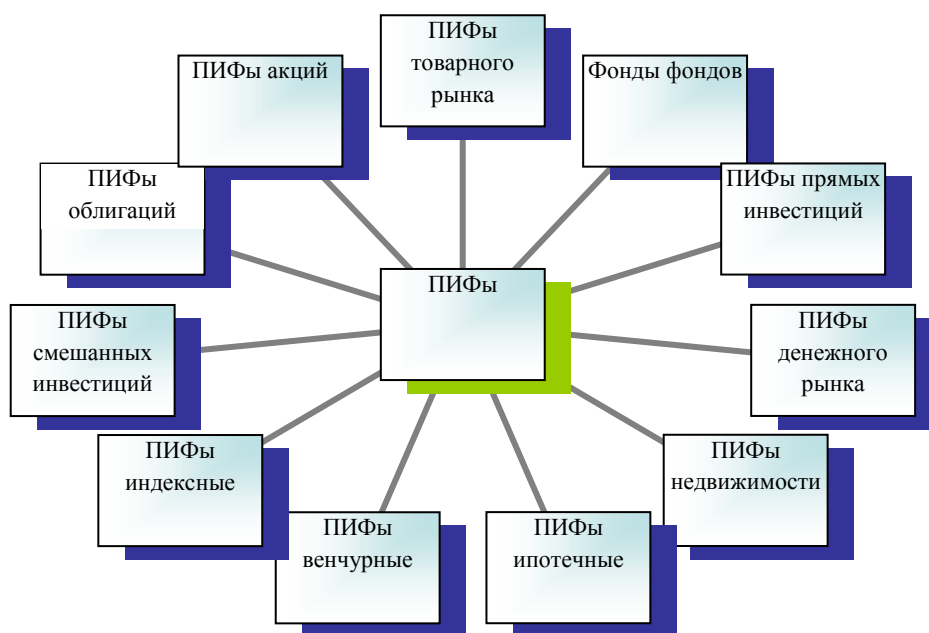 ПИФы
товарного
рынка
ПИФы акций
Фонды фондов
ПИФы
облигаций
ПИФы прямых
инвестиций
ПИФы
ПИФы
смешанных
инвестиций
ПИФы
денежного
рынка
ПИФы
индексные
ПИФы
недвижимости
ПИФы
венчурные
ПИФы
ипотечные